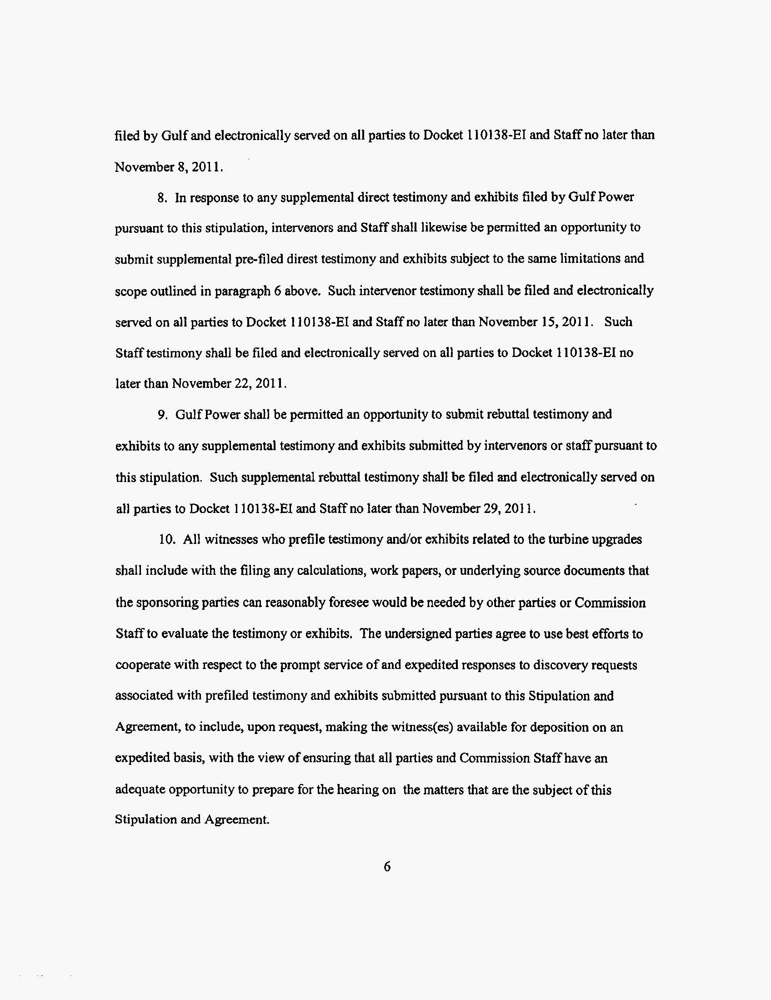 filed by Gulf and electronically served on all parties to Docket 110138-EI and Staff no later than
November 8, 2011.
8. In response to any supplemental direct testimony and exhibits filed by Gulf Power
pursuant to this stipulation, intervenors and Staff shall likewise be permitted an opportunity to
submit supplemental pre-filed direst testimony and exhibits subject to the same limitations and
scope outlined in paragraph 6 above. Such intervenor testimony shall be filed and electronically
served on all parties to Docket 110138-EI and Staff no later than November 15, 2011. Such
Staff testimony shall be filed and electronically served on all parties to Docket 110138-EI no
later than November 22, 2011.
9. Gulf Power shall be permitted an opportunity to submit rebuttal testimony and
exhibits to any supplemental testimony and exhibits submitted by intervenors or staff pursuant to
this stipulation. Such supplemental rebuttal testimony shall be filed and electronically served on
all parties to Docket 110138-EI and Staff no later than November 29, 2011.
10. All witnesses who prefile testimony and/or exhibits related to the turbine upgrades
shall include with the filing any calculations, work papers, or underlying source documents that
the sponsoring parties can reasonably foresee would be needed by other parties or Commission
Staff to evaluate the testimony or exhibits. The undersigned parties agree to use best efforts to
cooperate with respect to the prompt service of and expedited responses to discovery requests
associated with prefiled testimony and exhibits submitted pursuant to this Stipulation and
Agreement, to include, upon request, making the witness(es) available for deposition on an
expedited basis, with the view of ensuring that all parties and Commission Staff have an
adequate opportunity to prepare for the hearing on the matters that are the subject of this
Stipulation and Agreement.
6